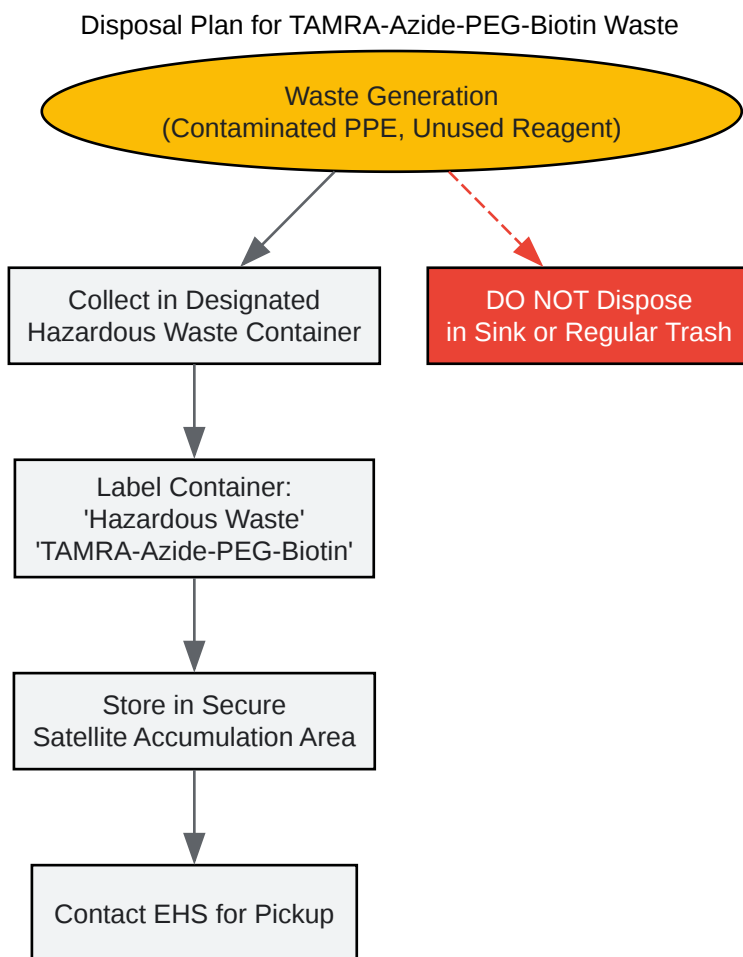 Disposal Plan for TAMRA-Azide-PEG-Biotin Waste
Waste Generation
(Contaminated PPE, Unused Reagent)
Collect in Designated
Hazardous Waste Container
DO NOT Dispose
in Sink or Regular Trash
Label Container:
'Hazardous Waste'
'TAMRA-Azide-PEG-Biotin'
Store in Secure
Satellite Accumulation Area
Contact EHS for Pickup